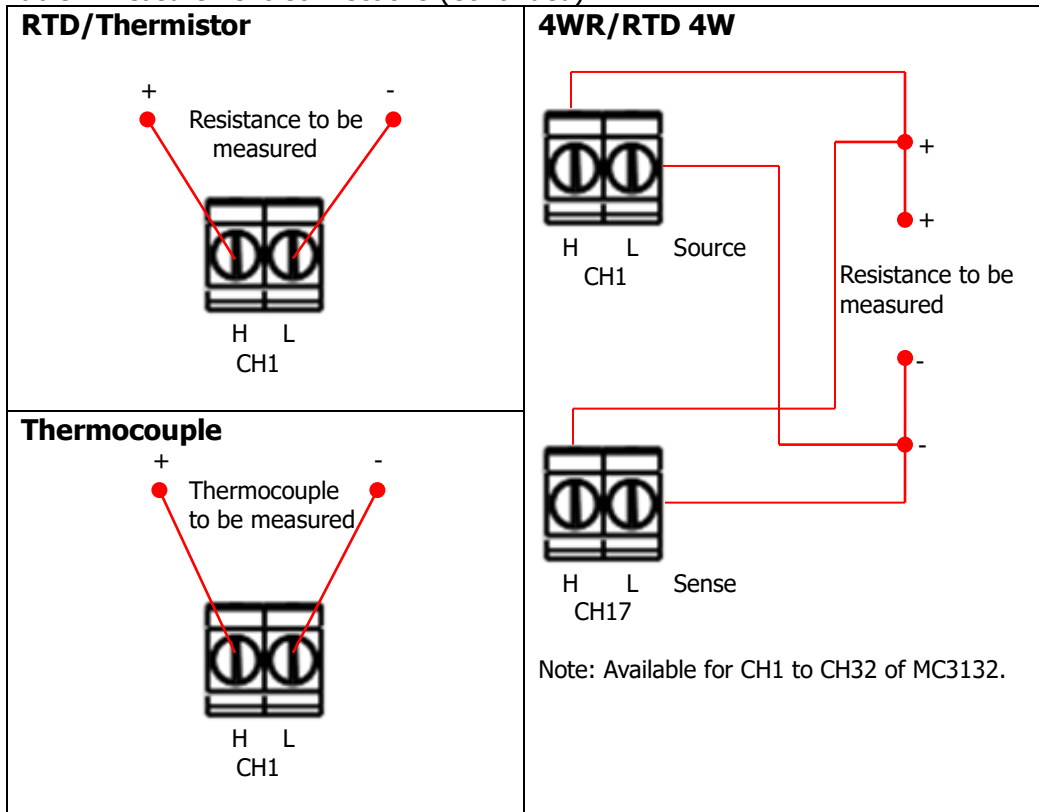 RTD/Thermistor
+ -
Resistance to be
measured
H L
CH1
Thermocouple
+ -
Thermocouple
to be measured
H L
CH1
4WR/RTD 4W
+
+
H L Source
CH1
Resistance to be
measured
-
-
H L Sense
CH17
Note: Available for CH1 to CH32 of MC3132.